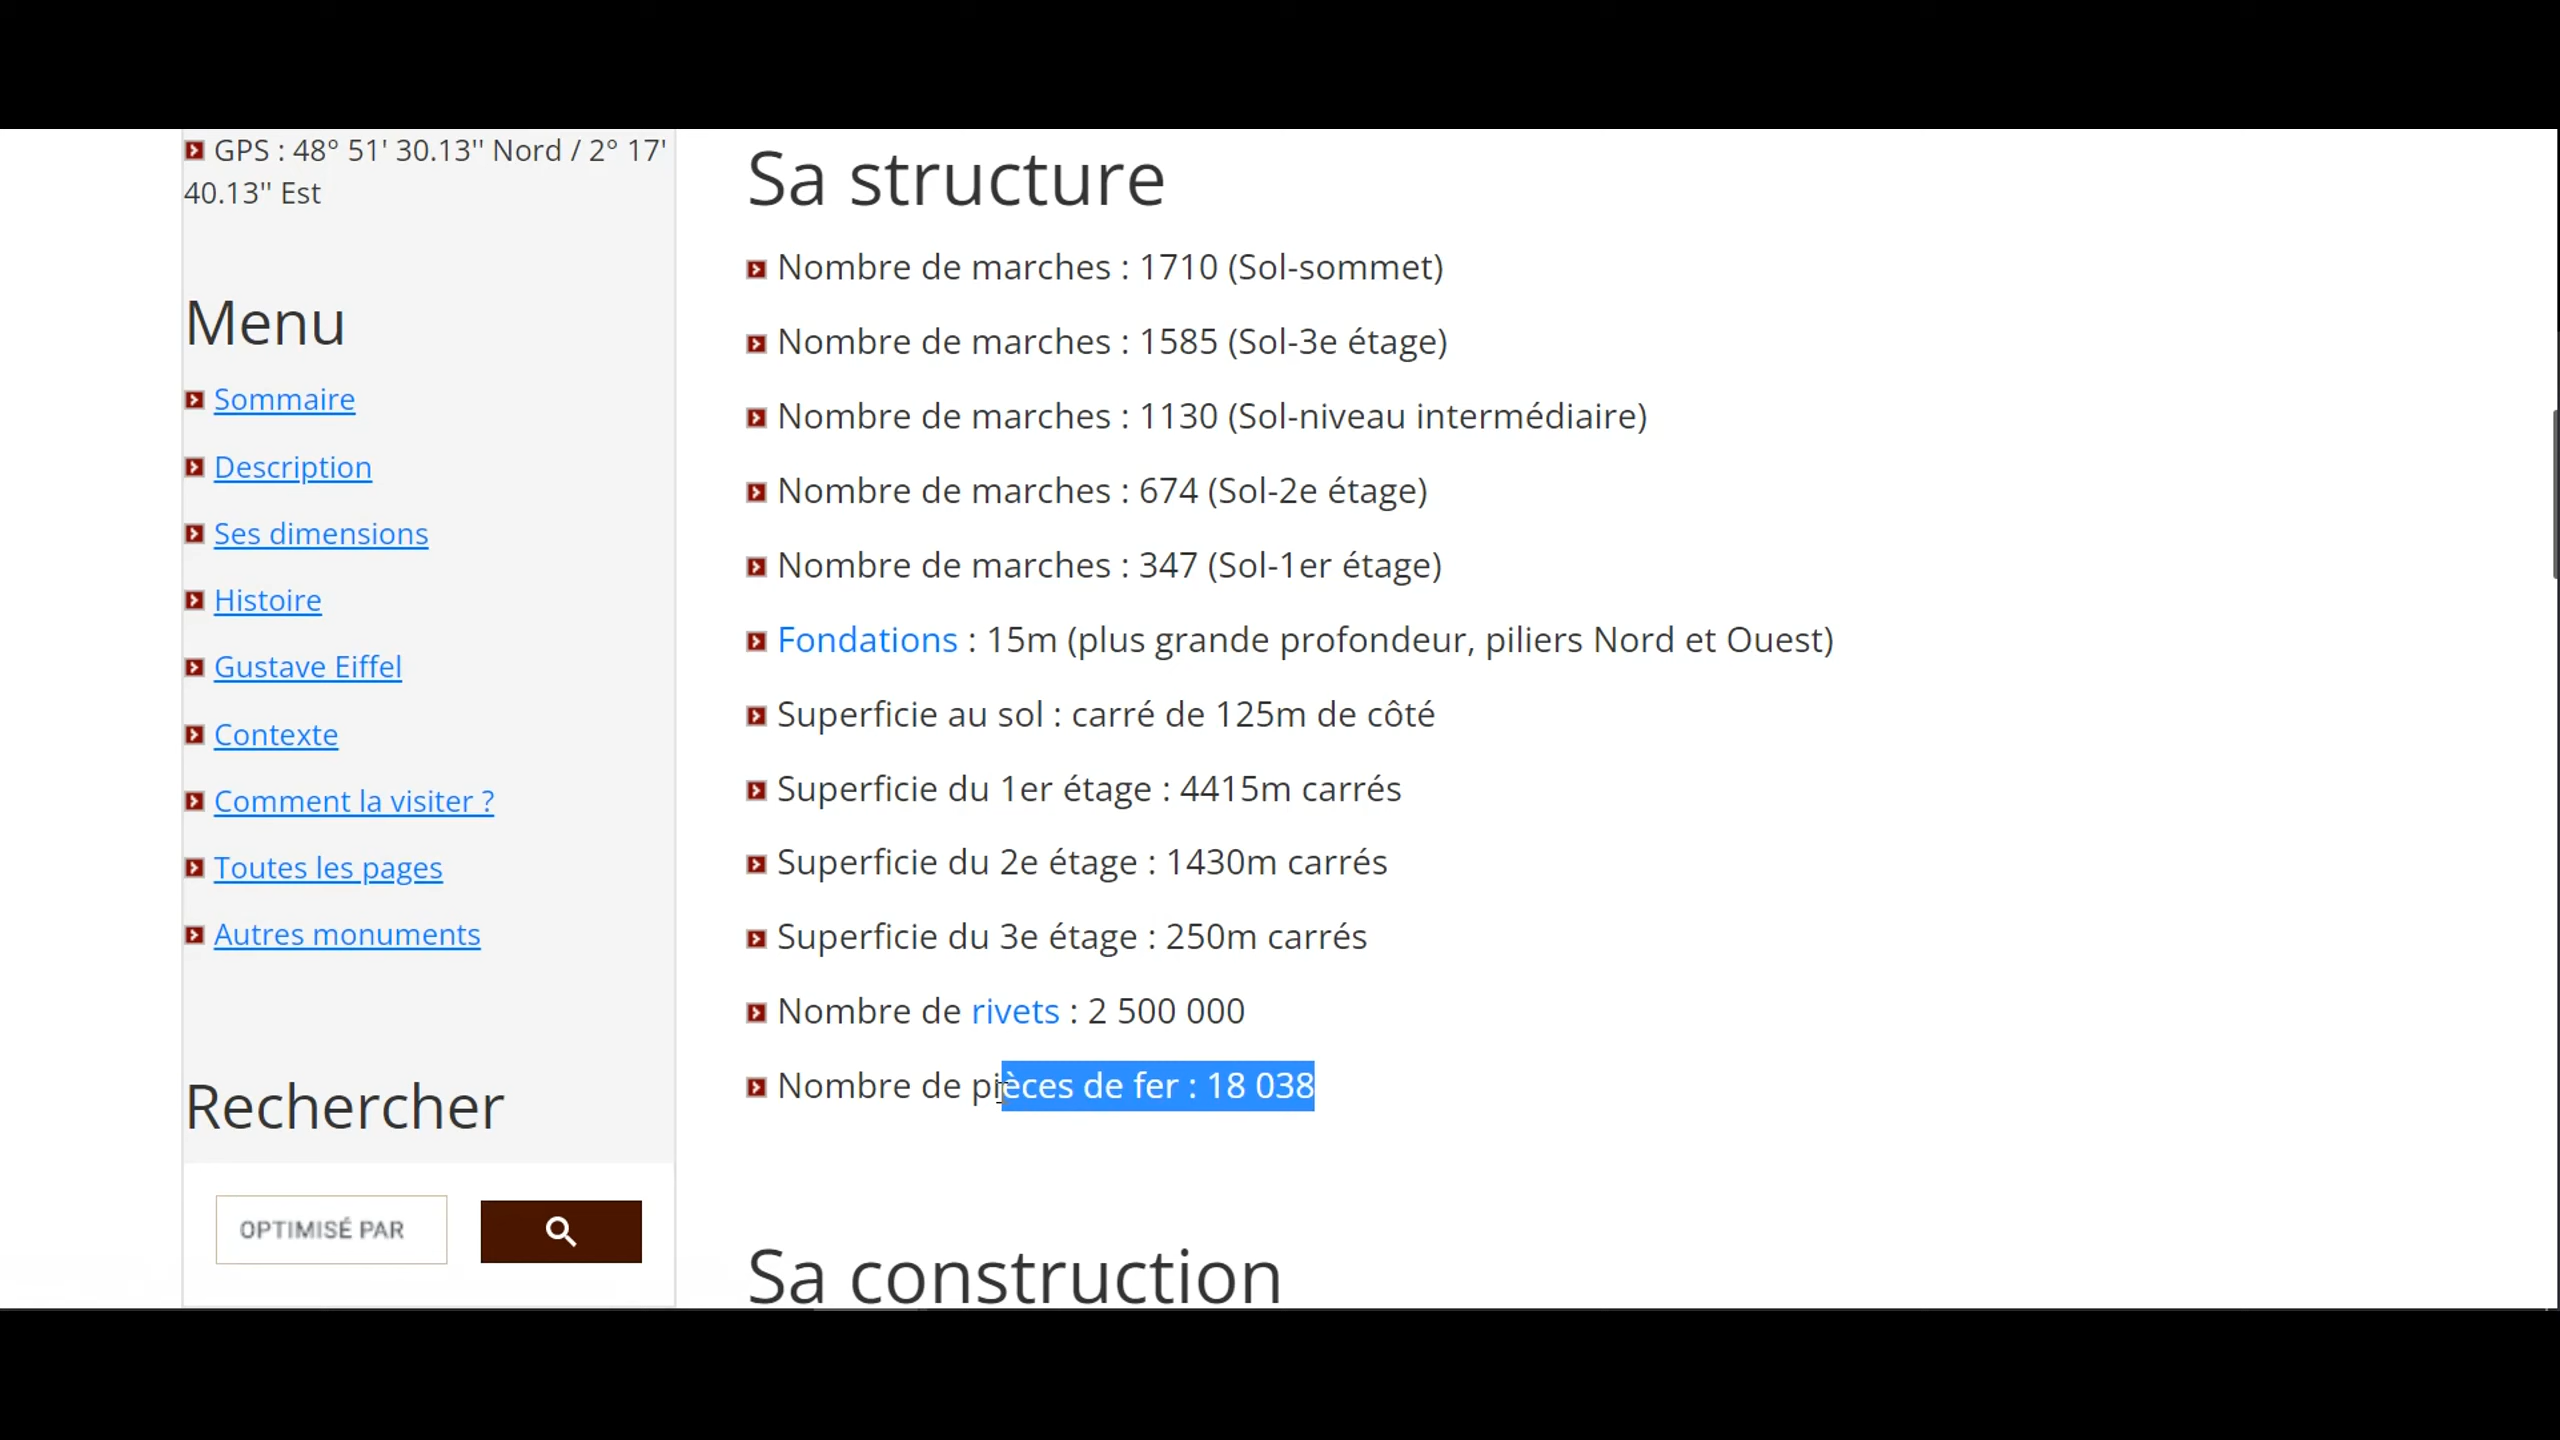 GPS : 48° 51' 30.13'' Nord / 2° 17'
40.13'' Est
Menu
Sommaire
Description
Ses dimensions
Histoire
Gustave Eiffel
Contexte
Comment la visiter ?
Toutes les pages
Autres monuments
Rechercher
OPTIMISÉ PAR
Sa structure
Nombre de marches : 1710 (Sol-sommet)
Nombre de marches : 1585 (Sol-3e étage)
Nombre de marches : 1130 (Sol-niveau intermédiaire)
Nombre de marches : 674 (Sol-2e étage)
Nombre de marches : 347 (Sol-1er étage)
Fondations : 15m (plus grande profondeur, piliers Nord et Ouest)
Superficie au sol : carré de 125m de côté
Superficie du 1er étage : 4415m carrés
Superficie du 2e étage : 1430m carrés
Superficie du 3e étage : 250m carrés
Nombre de rivets : 2 500 000
Nombre de pièces de fer : 18 038
Sa construction